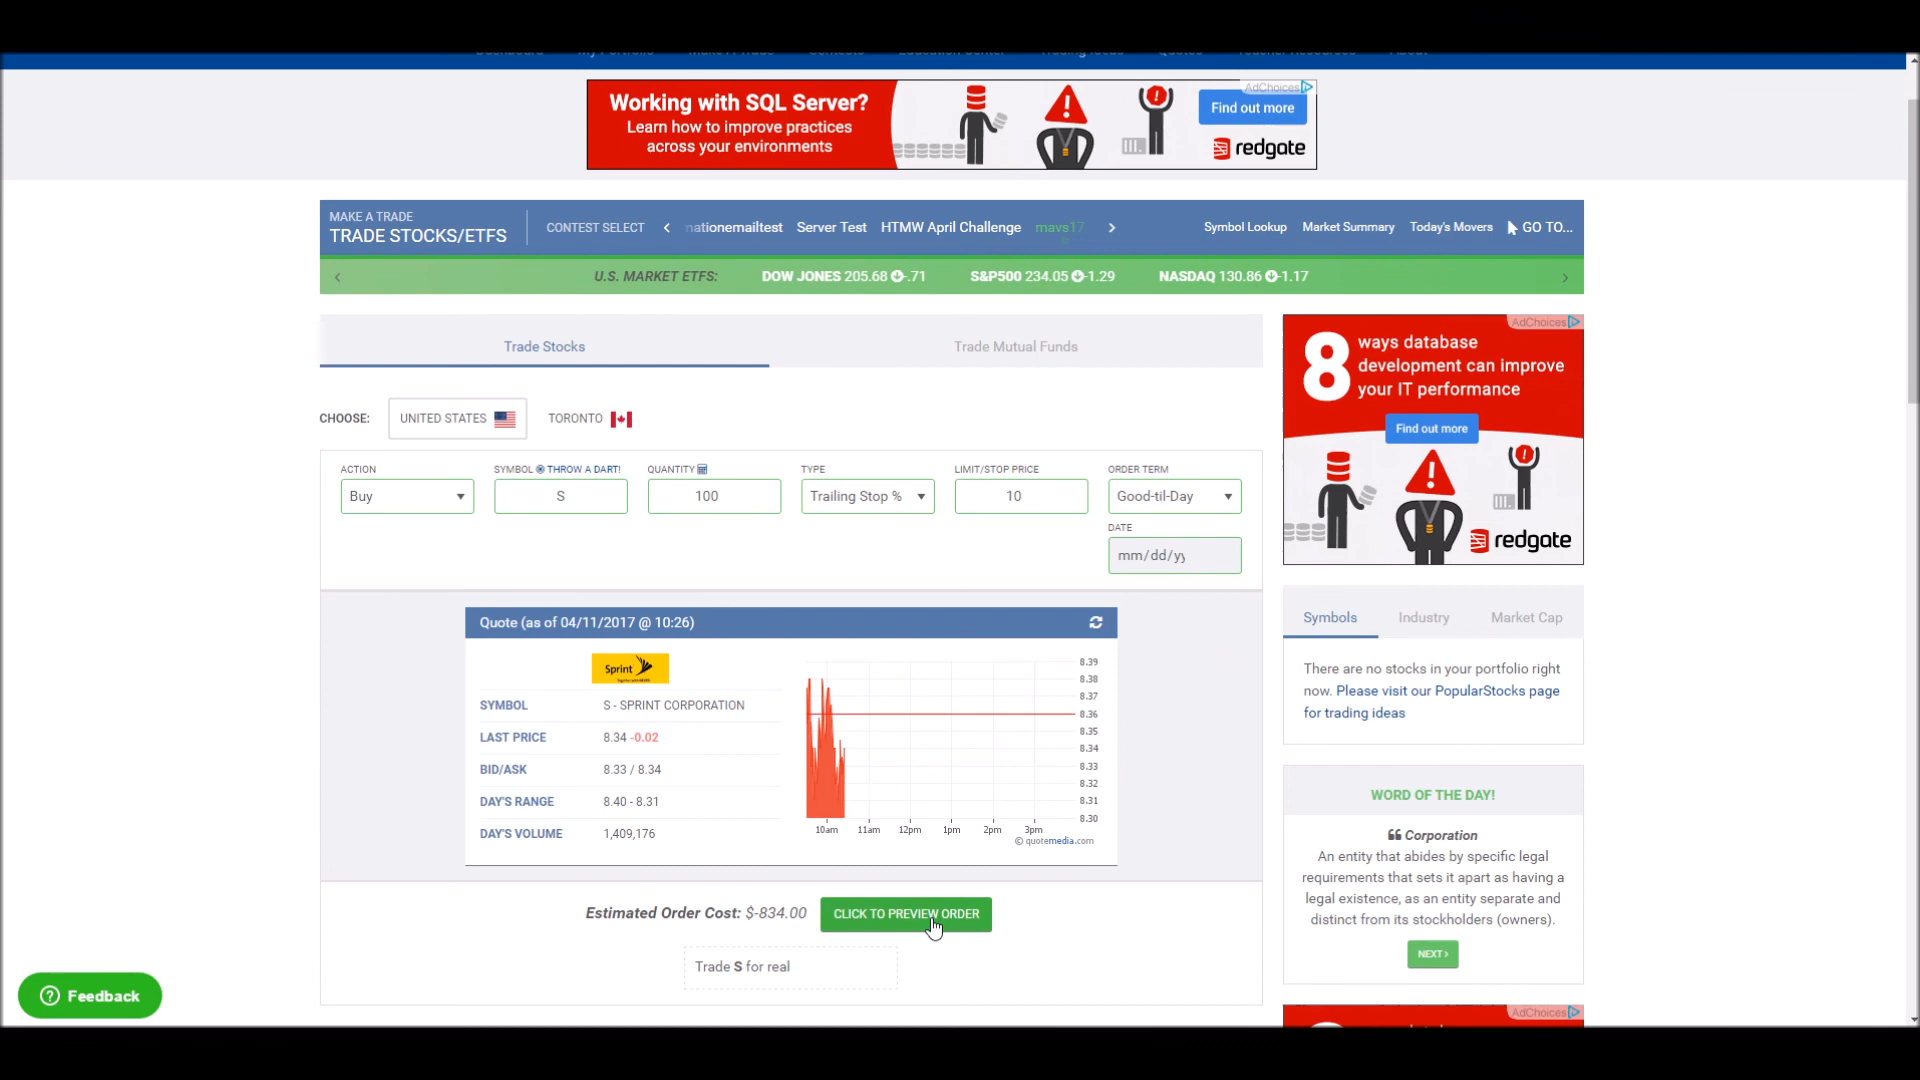 Working with SQL Server?
Learn how to improve practices
across your environments
AdChoices
Find out more
redgate
MAKE A TRADE
TRADE STOCKS/ETFS
CONTEST SELECT
mationemailtest
Server Test
HTMW April Challenge
mavs17
Symbol Lookup
Market Summary
Today's Movers
GO TO...
U.S. MARKET ETFS:
DOW JONES 205.68 -.71
S&P500 234.05 -1.29
NASDAQ 130.86 -1.17
Trade Stocks
Trade Mutual Funds
CHOOSE:
UNITED STATES
TORONTO
ACTION
SYMBOL THROW A DART!
QUANTITY
TYPE
LIMIT/STOP PRICE
ORDER TERM
Buy
S
100
Trailing Stop %
10
Good-til-Day
DATE
mm/dd/yy
Quote (as of 04/11/2017 @ 10:26)
Sprint
SYMBOL
S - SPRINT CORPORATION
LAST PRICE
8.34 -0.02
BID/ASK
8.33 / 8.34
DAY'S RANGE
8.40 - 8.31
DAY'S VOLUME
1,409,176
8.39
8.38
8.37
8.36
8.35
8.34
8.33
8.32
8.31
8.30
10am
11am
12pm
1pm
2pm
3pm
© quotemedia.com
Estimated Order Cost: $-834.00
CLICK TO PREVIEW ORDER
Trade S for real
Feedback
AdChoices
8
ways database
development can improve
your IT performance
Find out more
redgate
Symbols
Industry
Market Cap
There are no stocks in your portfolio right
now. Please visit our PopularStocks page
for trading ideas
WORD OF THE DAY!
Corporation
An entity that abides by specific legal
requirements that sets it apart as having a
legal existence, as an entity separate and
distinct from its stockholders (owners).
NEXT
AdChoices